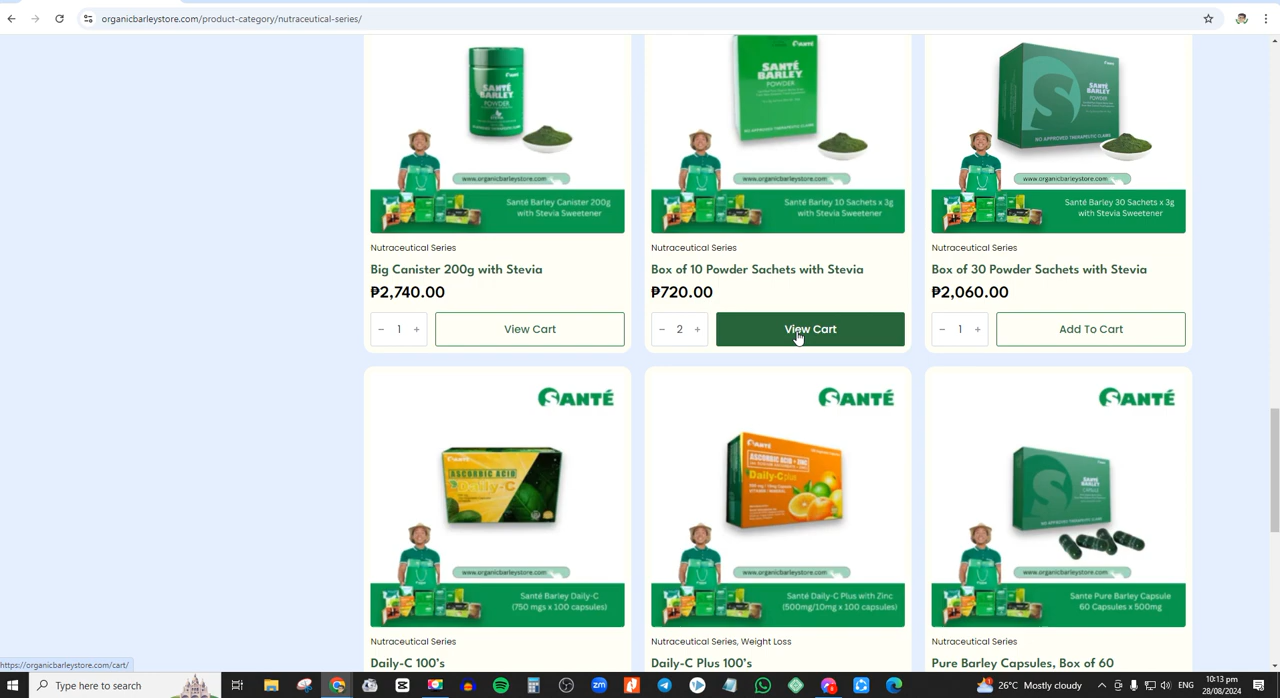 organicbarleystore.com/product-category/nutraceutical-series/
SANTÉ
BARLEY
POWDER
www.organicbarleystore.com
Santé Barley Canister 200g
with Stevia Sweetener
Nutraceutical Series
Big Canister 200g with Stevia
₱2,740.00
− 1 +
View Cart
SANTÉ
BARLEY
POWDER
www.organicbarleystore.com
Santé Barley 10 Sachets x 3g
with Stevia Sweetener
Nutraceutical Series
Box of 10 Powder Sachets with Stevia
₱720.00
− 2 +
View Cart
SANTÉ
BARLEY
POWDER
NO APPROVED THERAPEUTIC CLAIMS
www.organicbarleystore.com
Santé Barley 30 Sachets x 3g
with Stevia Sweetener
Nutraceutical Series
Box of 30 Powder Sachets with Stevia
₱2,060.00
− 1 +
Add To Cart
SANTÉ
ASCORBIC ACID
Daily-C
www.organicbarleystore.com
Santé Barley Daily-C
(750 mgs x 100 capsules)
Nutraceutical Series
Daily-C 100's
SANTÉ
ASCORBIC ACID + ZINC
Daily-C plus
www.organicbarleystore.com
Santé Daily-C Plus with Zinc
(500mg/10mg x 100 capsules)
Nutraceutical Series, Weight Loss
Daily-C Plus 100's
SANTÉ
SANTÉ
BARLEY
CAPSULE
NO APPROVED THERAPEUTIC CLAIMS
www.organicbarleystore.com
Sante Pure Barley Capsule
60 Capsules x 500mg
Nutraceutical Series
Pure Barley Capsules, Box of 60
https://organicbarleystore.com/cart/
Type here to search
26°C Mostly cloudy
ENG
10:13 pm
28/08/2024